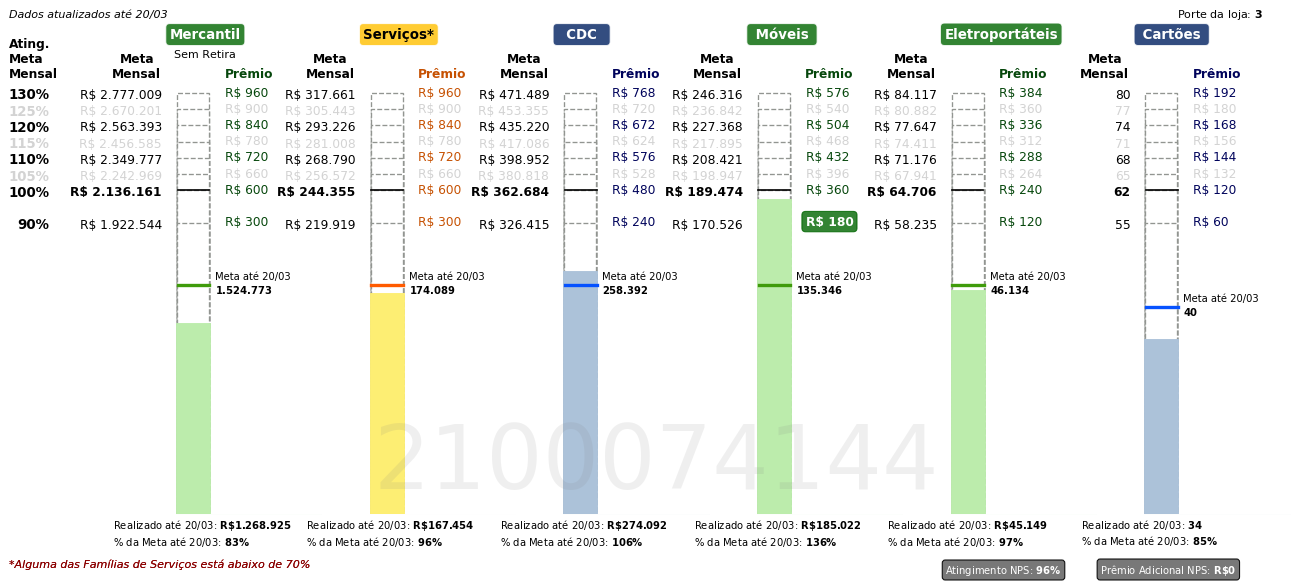 Dados atualizados até 20/03
Porte da loja: 3
Mercantil
Serviços*
CDC
Móveis
Eletroportáteis
Cartões
Sem Retira
Ating. Meta Mensal
Meta Mensal Prêmio Meta Mensal Prêmio Meta Mensal Prêmio Meta Mensal Prêmio Meta Mensal Prêmio Meta Mensal Prêmio
130% R$ 2.777.009 R$ 960 R$ 317.661 R$ 960 R$ 471.489 R$ 768 R$ 246.316 R$ 576 R$ 84.117 R$ 384 80 R$ 192
125% R$ 2.670.201 R$ 900 R$ 305.443 R$ 900 R$ 453.355 R$ 720 R$ 236.842 R$ 540 R$ 80.882 R$ 360 77 R$ 180
120% R$ 2.563.393 R$ 840 R$ 293.226 R$ 840 R$ 435.220 R$ 672 R$ 227.368 R$ 504 R$ 77.647 R$ 336 74 R$ 168
115% R$ 2.456.585 R$ 780 R$ 281.008 R$ 780 R$ 417.086 R$ 624 R$ 217.895 R$ 468 R$ 74.411 R$ 312 71 R$ 156
110% R$ 2.349.777 R$ 720 R$ 268.790 R$ 720 R$ 398.952 R$ 576 R$ 208.421 R$ 432 R$ 71.176 R$ 288 68 R$ 144
105% R$ 2.242.969 R$ 660 R$ 256.572 R$ 660 R$ 380.818 R$ 528 R$ 198.947 R$ 396 R$ 67.941 R$ 264 65 R$ 132
100% R$ 2.136.161 R$ 600 R$ 244.355 R$ 600 R$ 362.684 R$ 480 R$ 189.474 R$ 360 R$ 64.706 R$ 240 62 R$ 120
90% R$ 1.922.544 R$ 300 R$ 219.919 R$ 300 R$ 326.415 R$ 240 R$ 170.526 R$ 180 R$ 58.235 R$ 120 55 R$ 60
Meta até 20/03
1.524.773
Meta até 20/03
174.089
Meta até 20/03
258.392
Meta até 20/03
135.346
Meta até 20/03
46.134
Meta até 20/03
40
2100074144
Realizado até 20/03: R$1.268.925
% da Meta até 20/03: 83%
Realizado até 20/03: R$167.454
% da Meta até 20/03: 96%
Realizado até 20/03: R$274.092
% da Meta até 20/03: 106%
Realizado até 20/03: R$185.022
% da Meta até 20/03: 136%
Realizado até 20/03: R$45.149
% da Meta até 20/03: 97%
Realizado até 20/03: 34
% da Meta até 20/03: 85%
*Alguma das Famílias de Serviços está abaixo de 70%
Atingimento NPS: 96%
Prêmio Adicional NPS: R$0